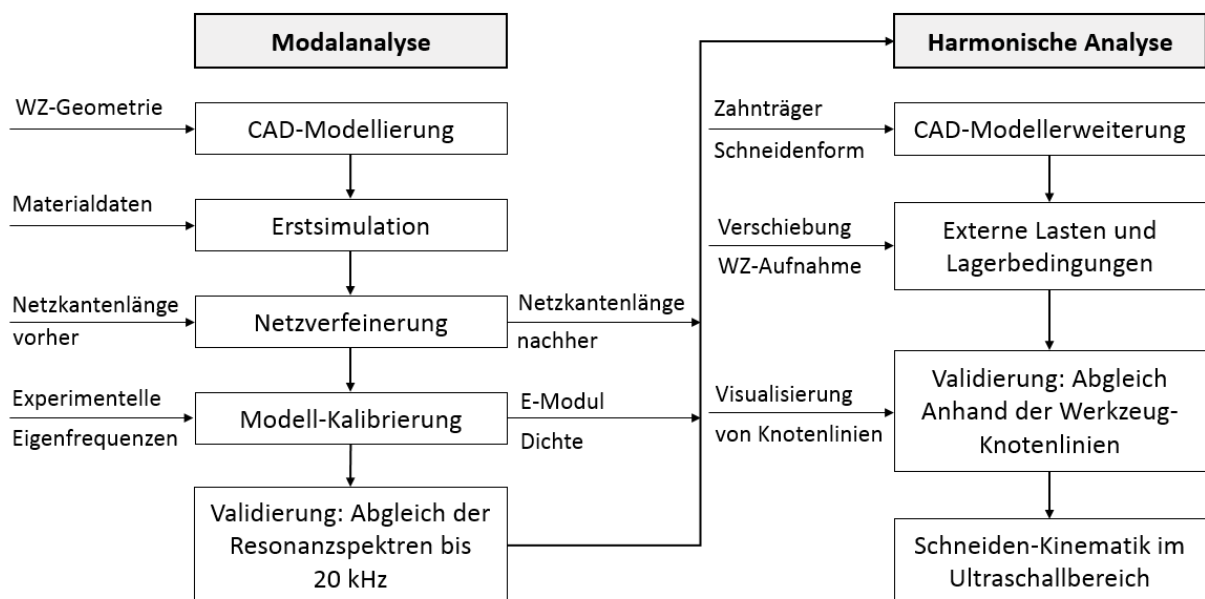 Modalanalyse
WZ-Geometrie
CAD-Modellierung
Materialdaten
Erstsimulation
Netzkantenlänge
vorher
Netzverfeinerung
Netzkantenlänge
nachher
Experimentelle
Eigenfrequenzen
Modell-Kalibrierung
E-Modul
Dichte
Validierung: Abgleich der
Resonanzspektren bis
20 kHz
Harmonische Analyse
Zahnträger
Schneidenform
CAD-Modellerweiterung
Verschiebung
WZ-Aufnahme
Externe Lasten und
Lagerbedingungen
Visualisierung
von Knotenlinien
Validierung: Abgleich
Anhand der Werkzeug-
Knotenlinien
Schneiden-Kinematik im
Ultraschallbereich